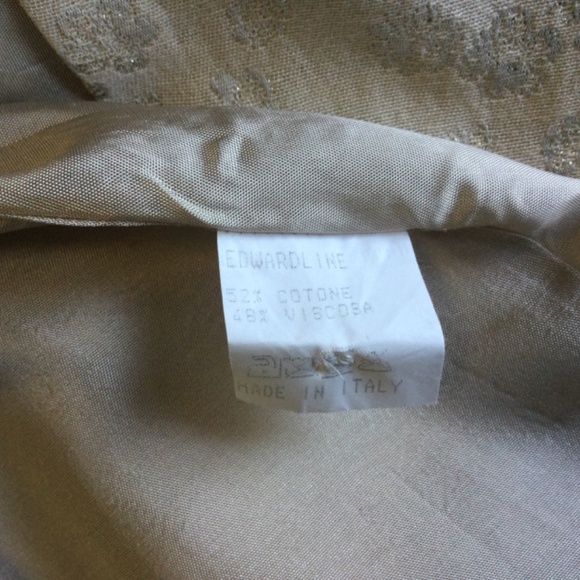 EDWARDLINE
52% COTONE
48% VISCOSA
MADE IN ITALY